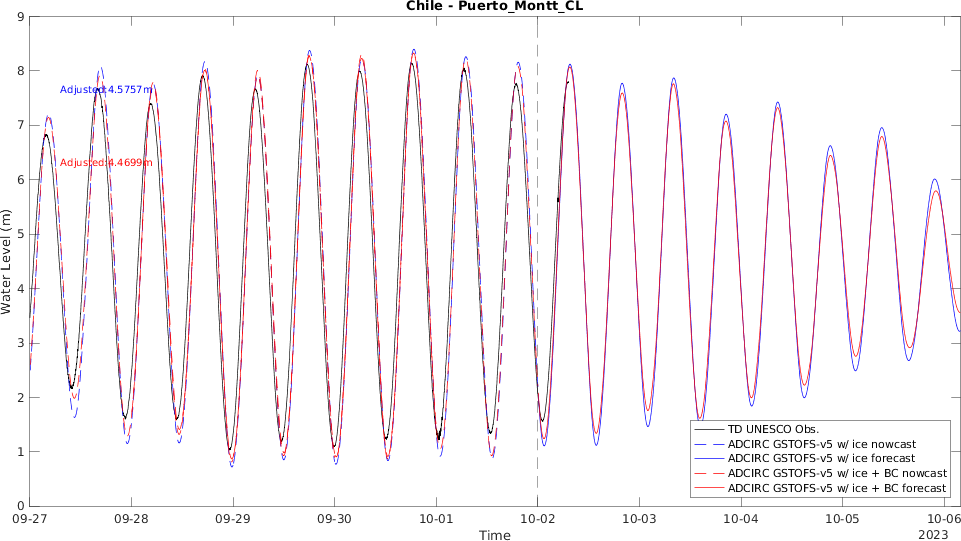 Chile - Puerto_Montt_CL
9
8
7
6
5
4
3
2
1
0
Water Level (m)
Adjusted:4.5757m
Adjusted:4.4699m
TD UNESCO Obs.
ADCIRC GSTOFS-v5 w/ ice nowcast
ADCIRC GSTOFS-v5 w/ ice forecast
ADCIRC GSTOFS-v5 w/ ice + BC nowcast
ADCIRC GSTOFS-v5 w/ ice + BC forecast
09-27 09-28 09-29 09-30 10-01 10-02 10-03 10-04 10-05 10-06
Time
2023